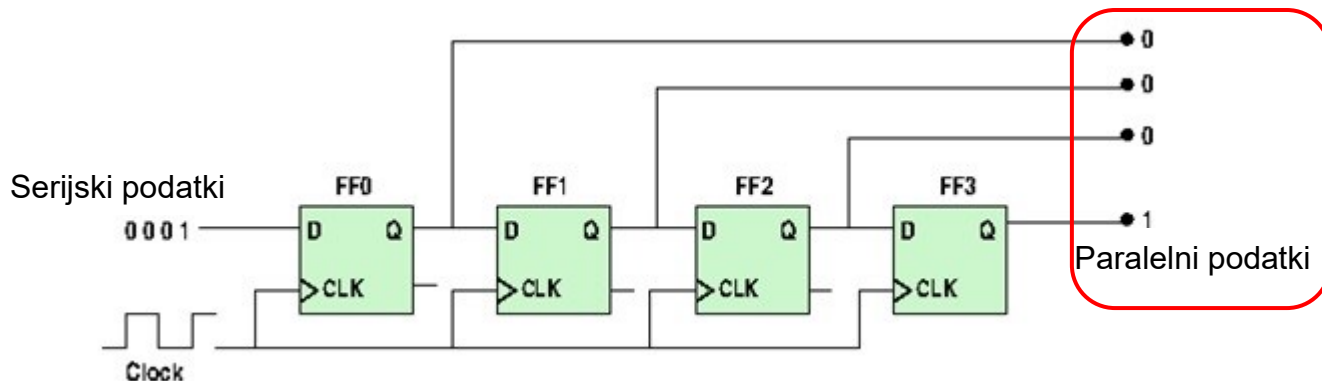 0
0
0
Serijski podatki
FF0 FF1 FF2 FF3
0001 D Q D Q D Q D Q 1
Paralelni podatki
CLK CLK CLK CLK
Clock